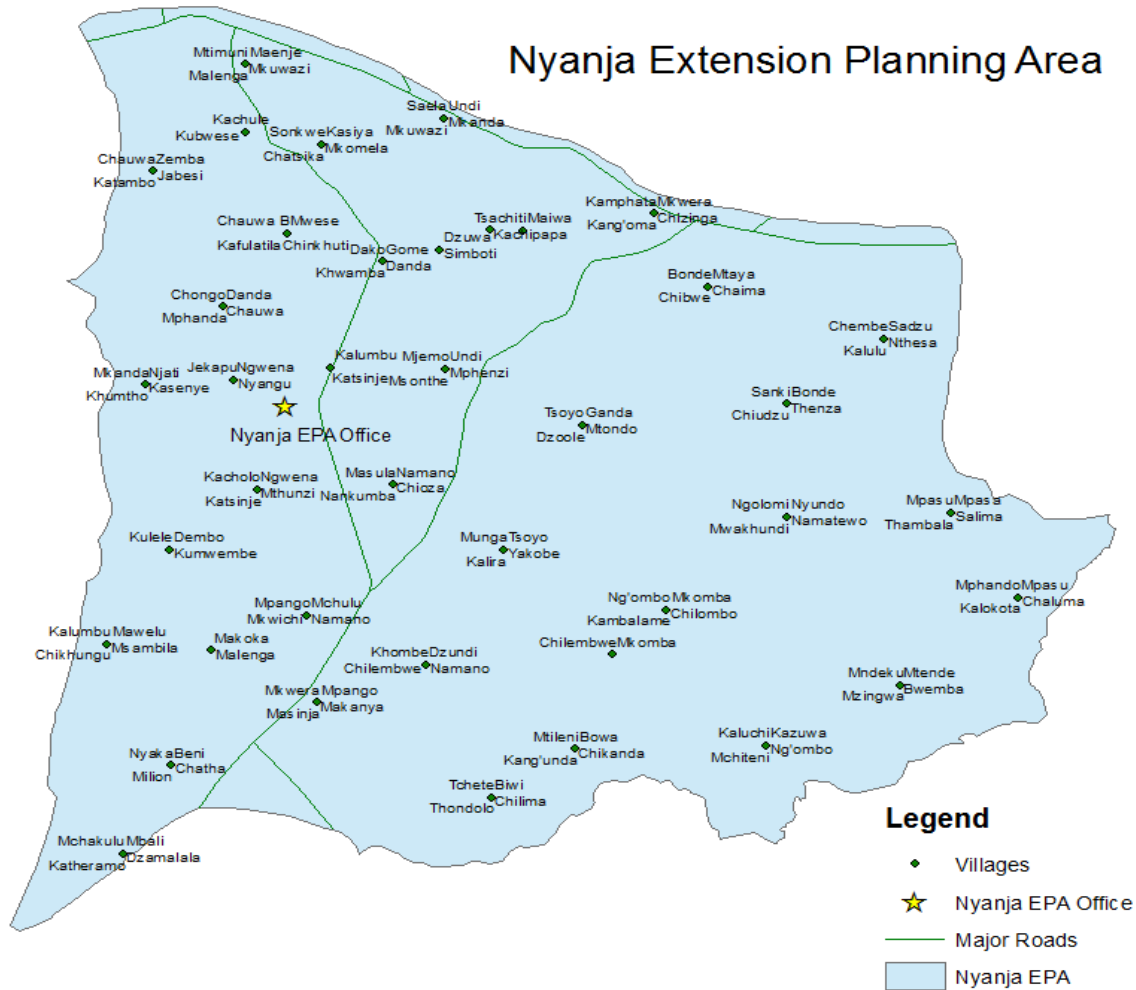 Nyanja Extension Planning Area
Mtimuni Maenje
Malenga Mkuwazi
Saela Undi
Mkuwazi Mkanda
Kachule
Kubwese
Sonkwe Kasiya
Chatsika Mkomela
Chauwa Zemba
Katambo Jabesi
Kamphata Mkwera
Kang'oma Chizinga
Chauwa B Mwese
Kafulatila Chinkhuti
Tsachiti Maiwa
Kachipapa
Dzuwa
Simboti
Dako Gome
Khwamba Danda
Bonde Mtaya
Chibwe Chaima
Chongo Danda
Mphanda Chauwa
Chembe Sadzu
Kalulu Nthesa
Mkanda Njati
Khumtho Kasenye
Jekapu Ngwena
Nyangu
Kalumbu
Katsinje
Mjemo Undi
Msonthe Mphenzi
Sanki Bonde
Chiudzu Thenza
Nyanja EPA Office
Tsoyo Ganda
Dzoole Mtondo
Kacholo Ngwena
Katsinje Mthunzi
Masula Namano
Nankumba Chioza
Ngolomi Nyundo
Mwakhundi Namatewo
Mpasu Mpasa
Thambala Salima
Kulele Dembo
Kumwembe
Munga Tsoyo
Kalira Yakobe
Mpango Mchulu
Mkwichi Namano
Ng'ombo Mkomba
Kambalame Chilombo
Mphando Mpasu
Kalokota Chaluma
Kalumbu Mawelu
Chikhungu Msambila
Makoka
Malenga
Khombe Dzundi
Chilembwe Namano
Chilembwe Mkomba
Mkwera Mpango
Masinja Makanya
Mndeku Mtende
Mzingwa Bwemba
Nyaka Beni
Milion Chatha
Mtileni Bowa
Kang'unda Chikanda
Kaluchi Kazuwa
Mchiteni Ng'ombo
Tchete Biwi
Thondolo Chilima
Mchakulu Mbali
Katheramo Dzamalala
Legend
Villages
Nyanja EPA Office
Major Roads
Nyanja EPA